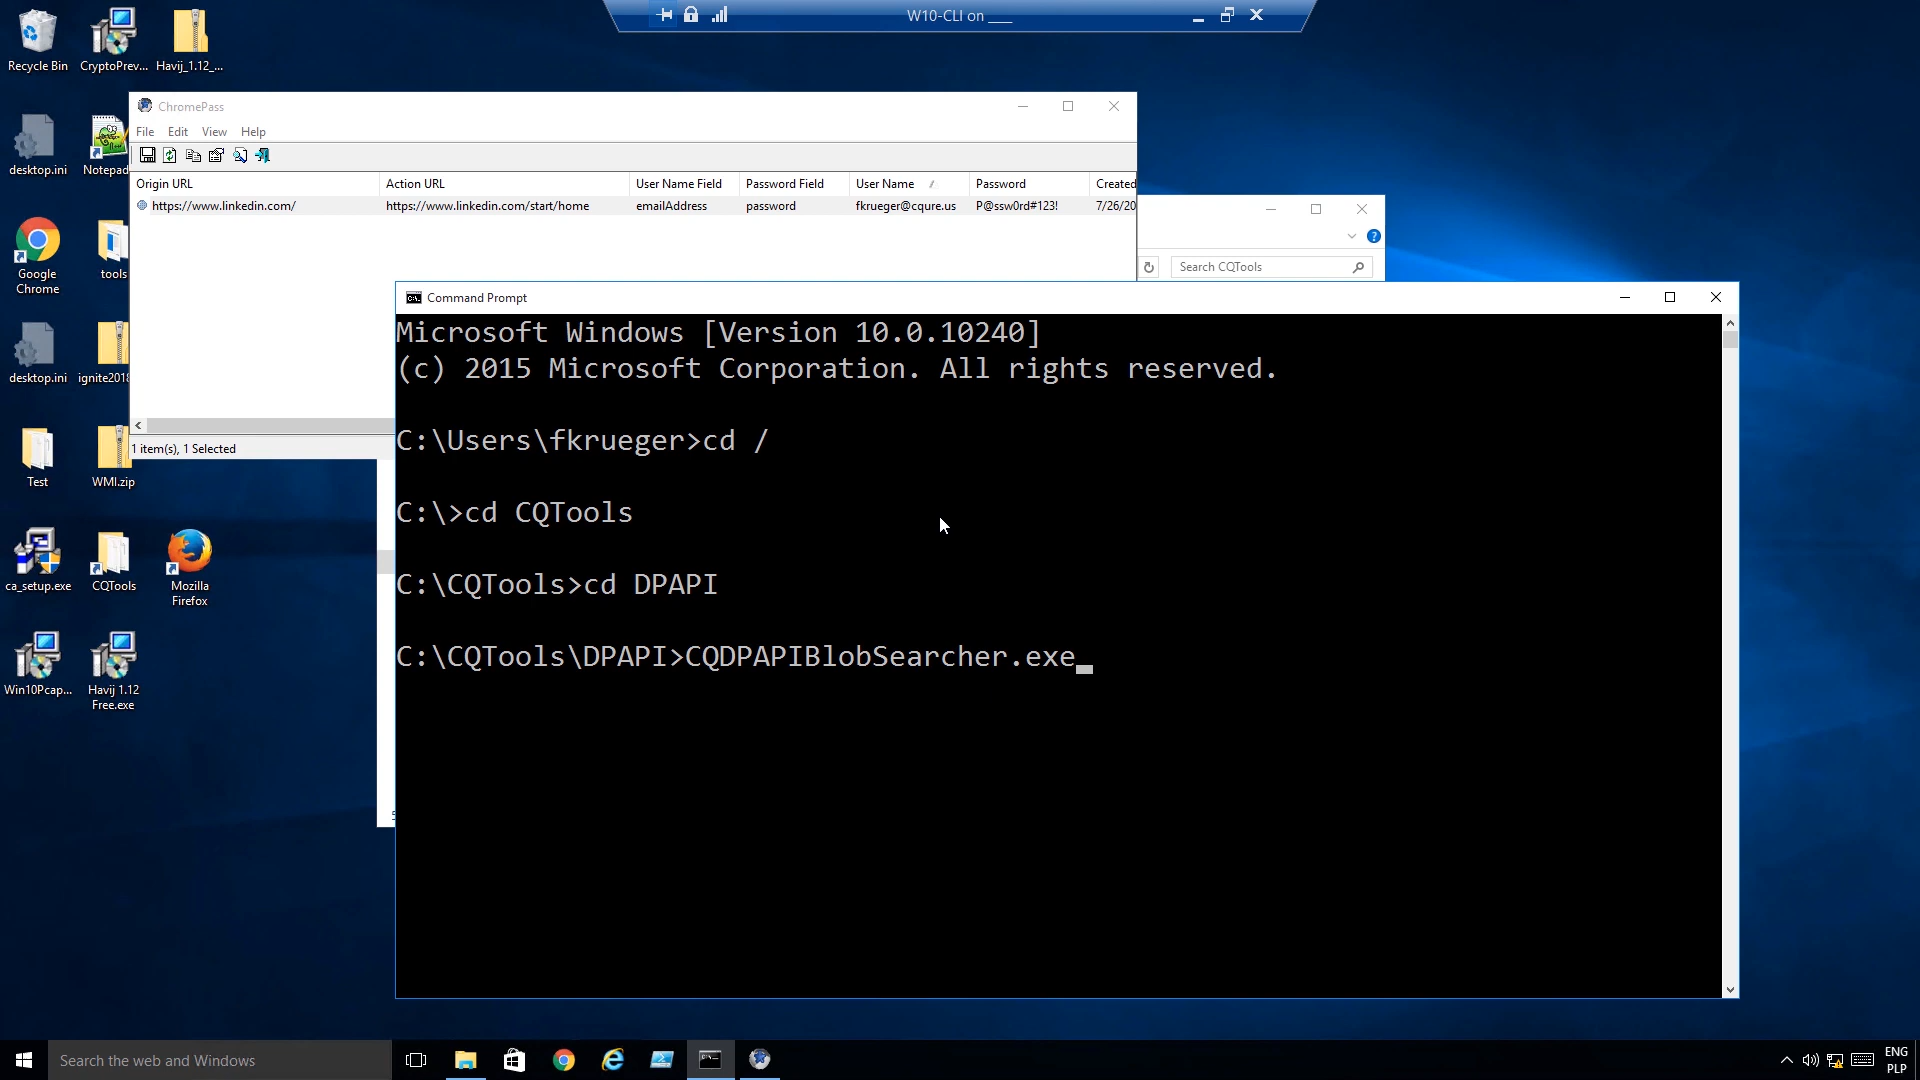 W10-CLI on ___
Recycle Bin
CryptoPrev...
Havij_1.12_...
desktop.ini
Notepad
Google
Chrome
tools
desktop.ini
ignite2018
Test
WMI.zip
ca_setup.exe
CQTools
Mozilla
Firefox
Win10Pcap...
Havij 1.12
Free.exe
ChromePass
File Edit View Help
Origin URL Action URL User Name Field Password Field User Name Password Created
https://www.linkedin.com/ https://www.linkedin.com/start/home emailAddress password fkrueger@cqure.us P@ssw0rd#123! 7/26/20
1 item(s), 1 Selected
Search CQTools
Command Prompt
Microsoft Windows [Version 10.0.10240]
(c) 2015 Microsoft Corporation. All rights reserved.
C:\Users\fkrueger>cd /
C:\>cd CQTools
C:\CQTools>cd DPAPI
C:\CQTools\DPAPI>CQDPAPIBlobSearcher.exe_
Search the web and Windows
ENG
PLP